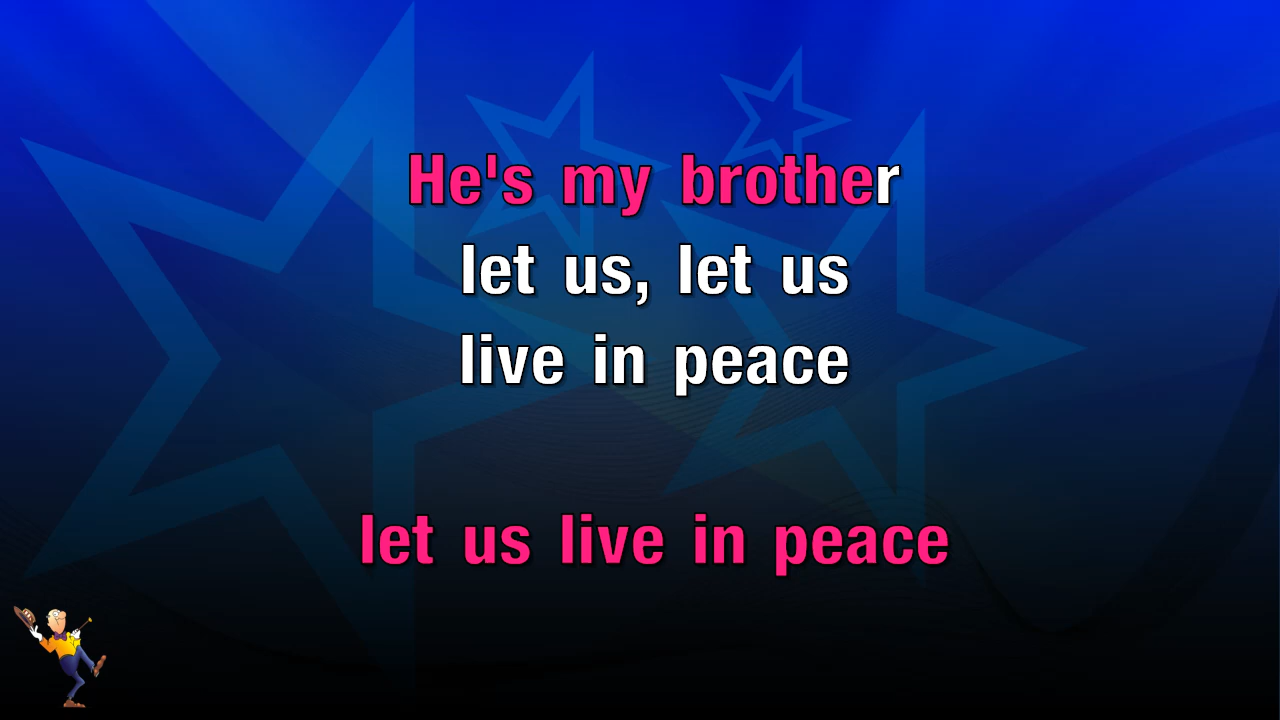 He's my brother
let us, let us
live in peace
let us live in peace